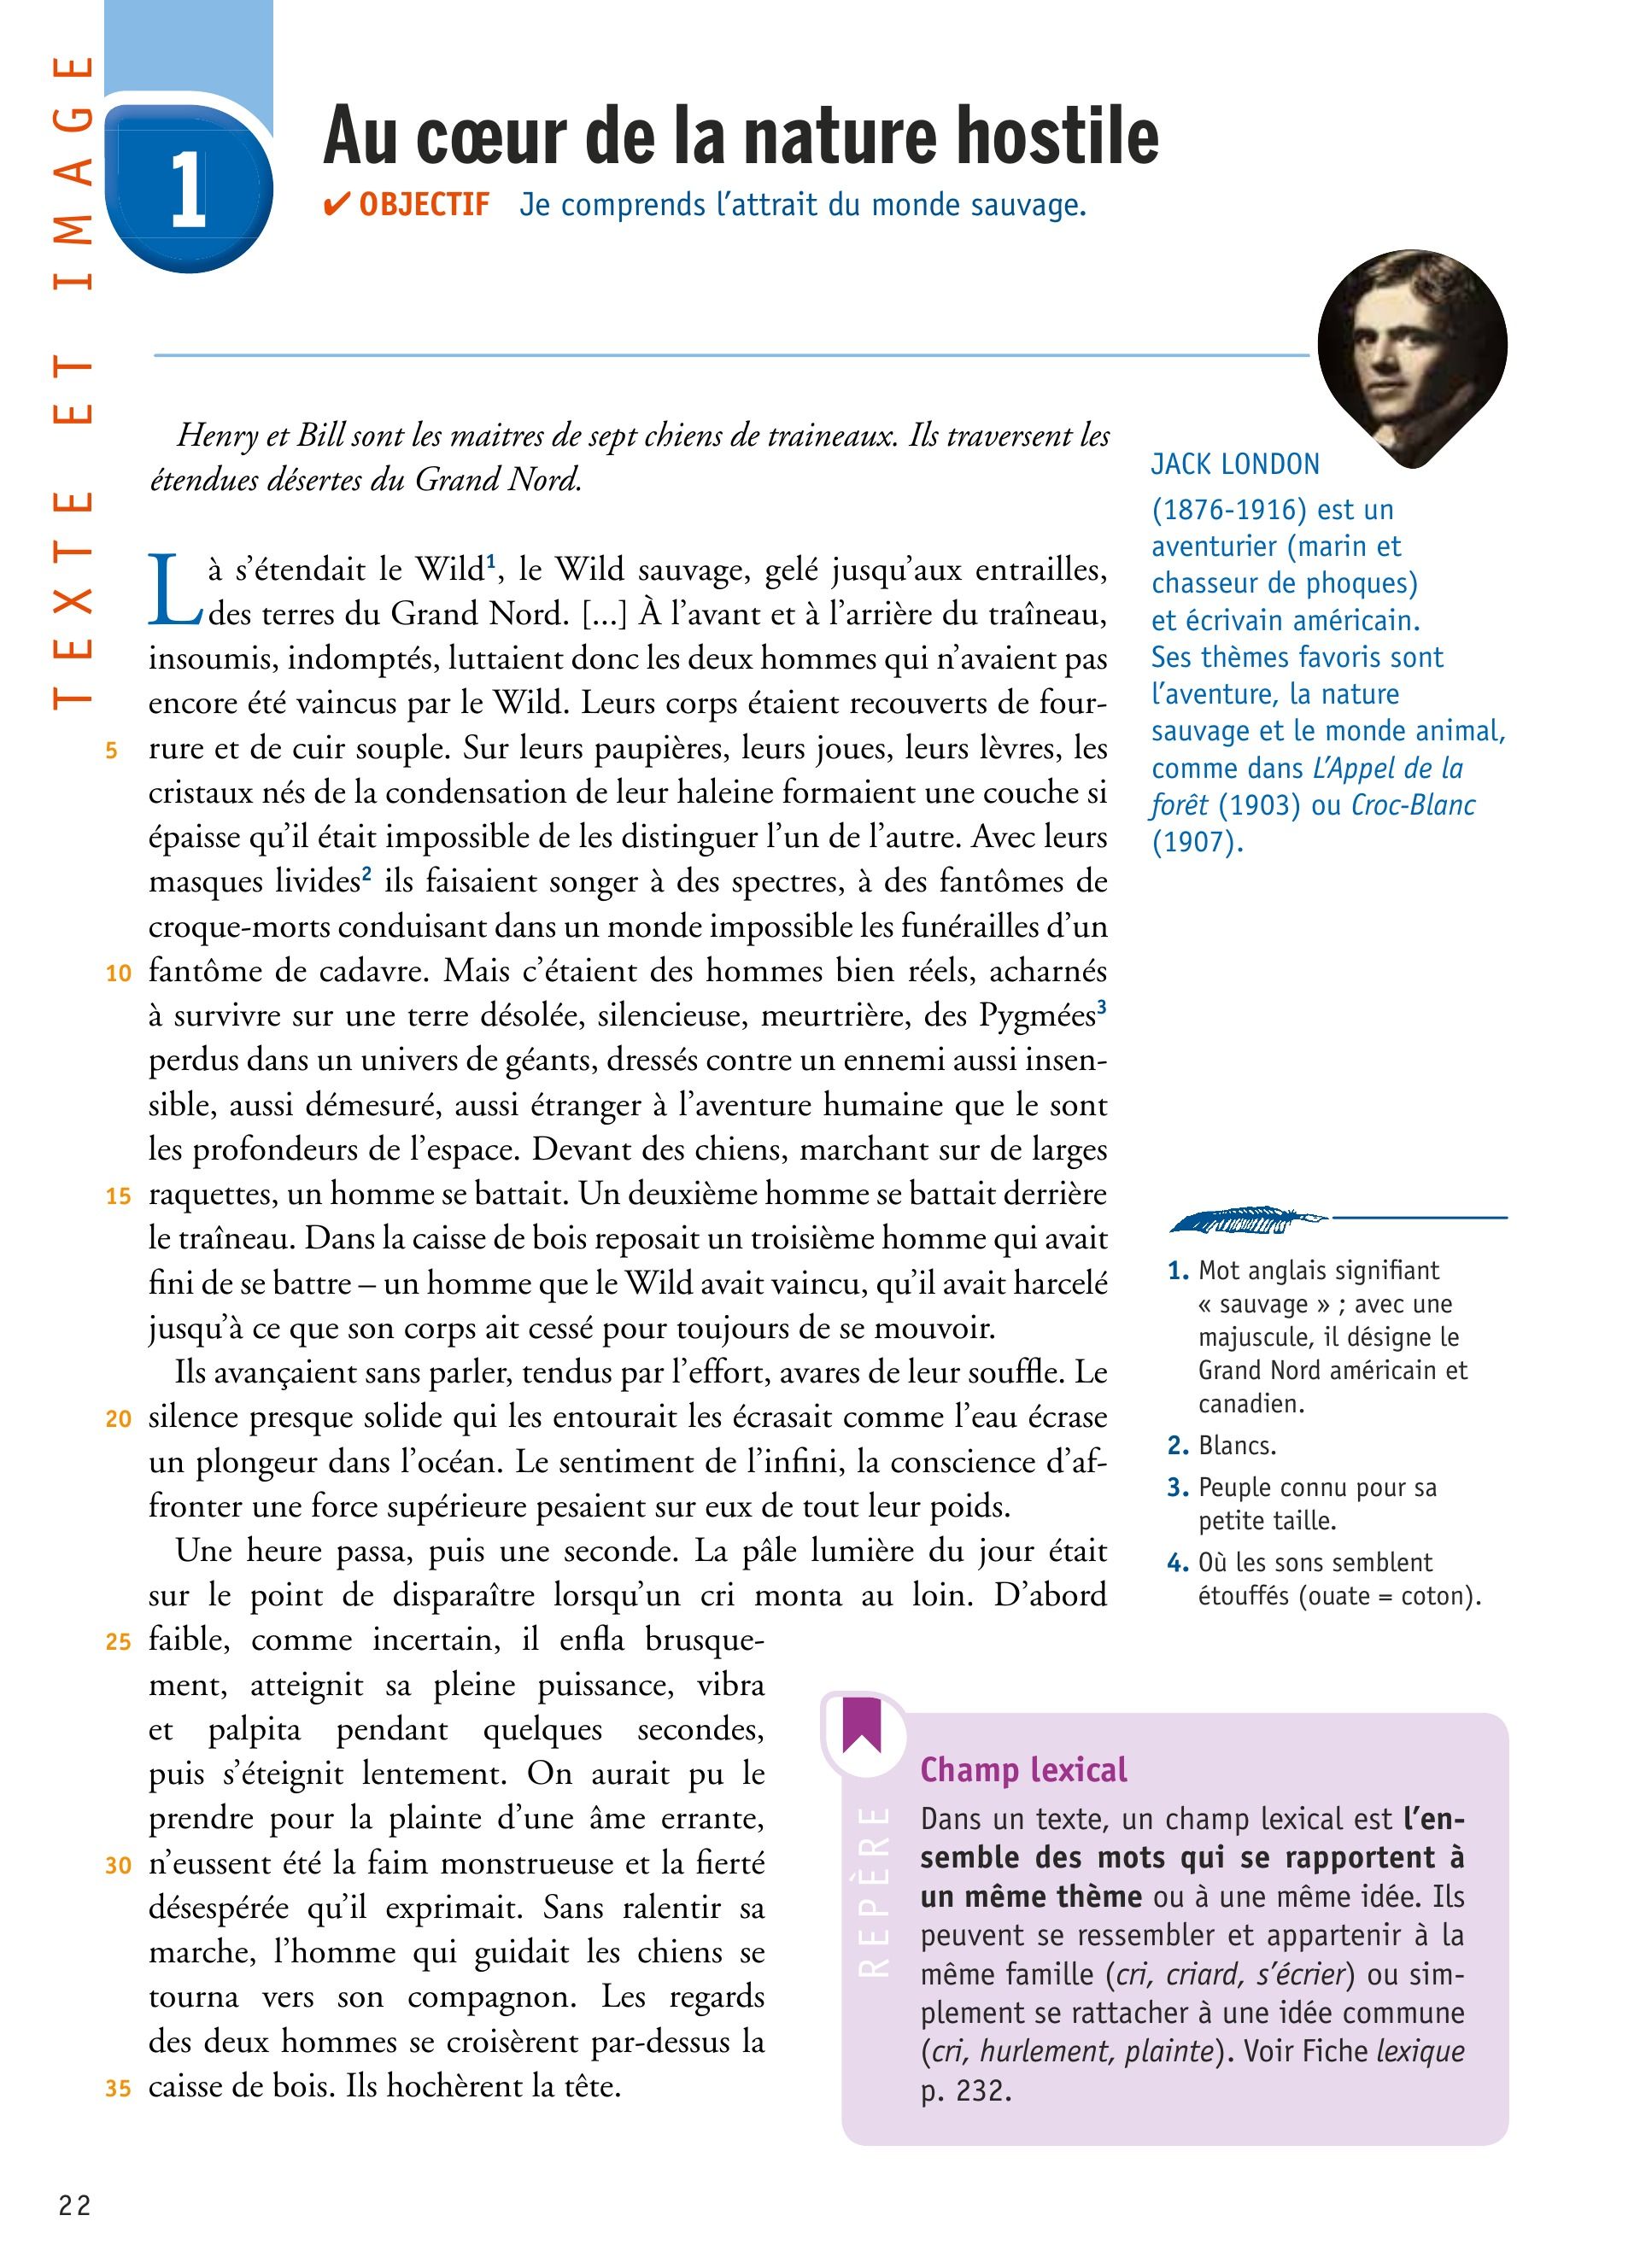 TEXTE ET IMAGE
1
Au cœur de la nature hostile
✔ OBJECTIF Je comprends l’attrait du monde sauvage.
Henry et Bill sont les maitres de sept chiens de traineaux. Ils traversent les
étendues désertes du Grand Nord.
Là s’étendait le Wild1, le Wild sauvage, gelé jusqu’aux entrailles,
des terres du Grand Nord. [...] À l’avant et à l’arrière du traîneau,
insoumis, indomptés, luttaient donc les deux hommes qui n’avaient pas
encore été vaincus par le Wild. Leurs corps étaient recouverts de four-
5 rure et de cuir souple. Sur leurs paupières, leurs joues, leurs lèvres, les
cristaux nés de la condensation de leur haleine formaient une couche si
épaisse qu’il était impossible de les distinguer l’un de l’autre. Avec leurs
masques livides2 ils faisaient songer à des spectres, à des fantômes de
croque-morts conduisant dans un monde impossible les funérailles d’un
10 fantôme de cadavre. Mais c’étaient des hommes bien réels, acharnés
à survivre sur une terre désolée, silencieuse, meurtrière, des Pygmées3
perdus dans un univers de géants, dressés contre un ennemi aussi insen-
sible, aussi démesuré, aussi étranger à l’aventure humaine que le sont
les profondeurs de l’espace. Devant des chiens, marchant sur de larges
15 raquettes, un homme se battait. Un deuxième homme se battait derrière
le traîneau. Dans la caisse de bois reposait un troisième homme qui avait
fini de se battre – un homme que le Wild avait vaincu, qu’il avait harcelé
jusqu’à ce que son corps ait cessé pour toujours de se mouvoir.
Ils avançaient sans parler, tendus par l’effort, avares de leur souffle. Le
20 silence presque solide qui les entourait les écrasait comme l’eau écrase
un plongeur dans l’océan. Le sentiment de l’infini, la conscience d’af-
fronter une force supérieure pesaient sur eux de tout leur poids.
Une heure passa, puis une seconde. La pâle lumière du jour était
sur le point de disparaître lorsqu’un cri monta au loin. D’abord
25 faible, comme incertain, il enfla brusque-
ment, atteignit sa pleine puissance, vibra
et palpita pendant quelques secondes,
puis s’éteignit lentement. On aurait pu le
prendre pour la plainte d’une âme errante,
30 n’eussent été la faim monstrueuse et la fierté
désespérée qu’il exprimait. Sans ralentir sa
marche, l’homme qui guidait les chiens se
tourna vers son compagnon. Les regards
des deux hommes se croisèrent par-dessus la
35 caisse de bois. Ils hochèrent la tête.
JACK LONDON
(1876-1916) est un
aventurier (marin et
chasseur de phoques)
et écrivain américain.
Ses thèmes favoris sont
l’aventure, la nature
sauvage et le monde animal,
comme dans L’Appel de la
forêt (1903) ou Croc-Blanc
(1907).
1. Mot anglais signifiant
« sauvage » ; avec une
majuscule, il désigne le
Grand Nord américain et
canadien.
2. Blancs.
3. Peuple connu pour sa
petite taille.
4. Où les sons semblent
étouffés (ouate = coton).
REPÈRE
Champ lexical
Dans un texte, un champ lexical est l’en-
semble des mots qui se rapportent à
un même thème ou à une même idée. Ils
peuvent se ressembler et appartenir à la
même famille (cri, criard, s’écrier) ou sim-
plement se rattacher à une idée commune
(cri, hurlement, plainte). Voir Fiche lexique
p. 232.
22